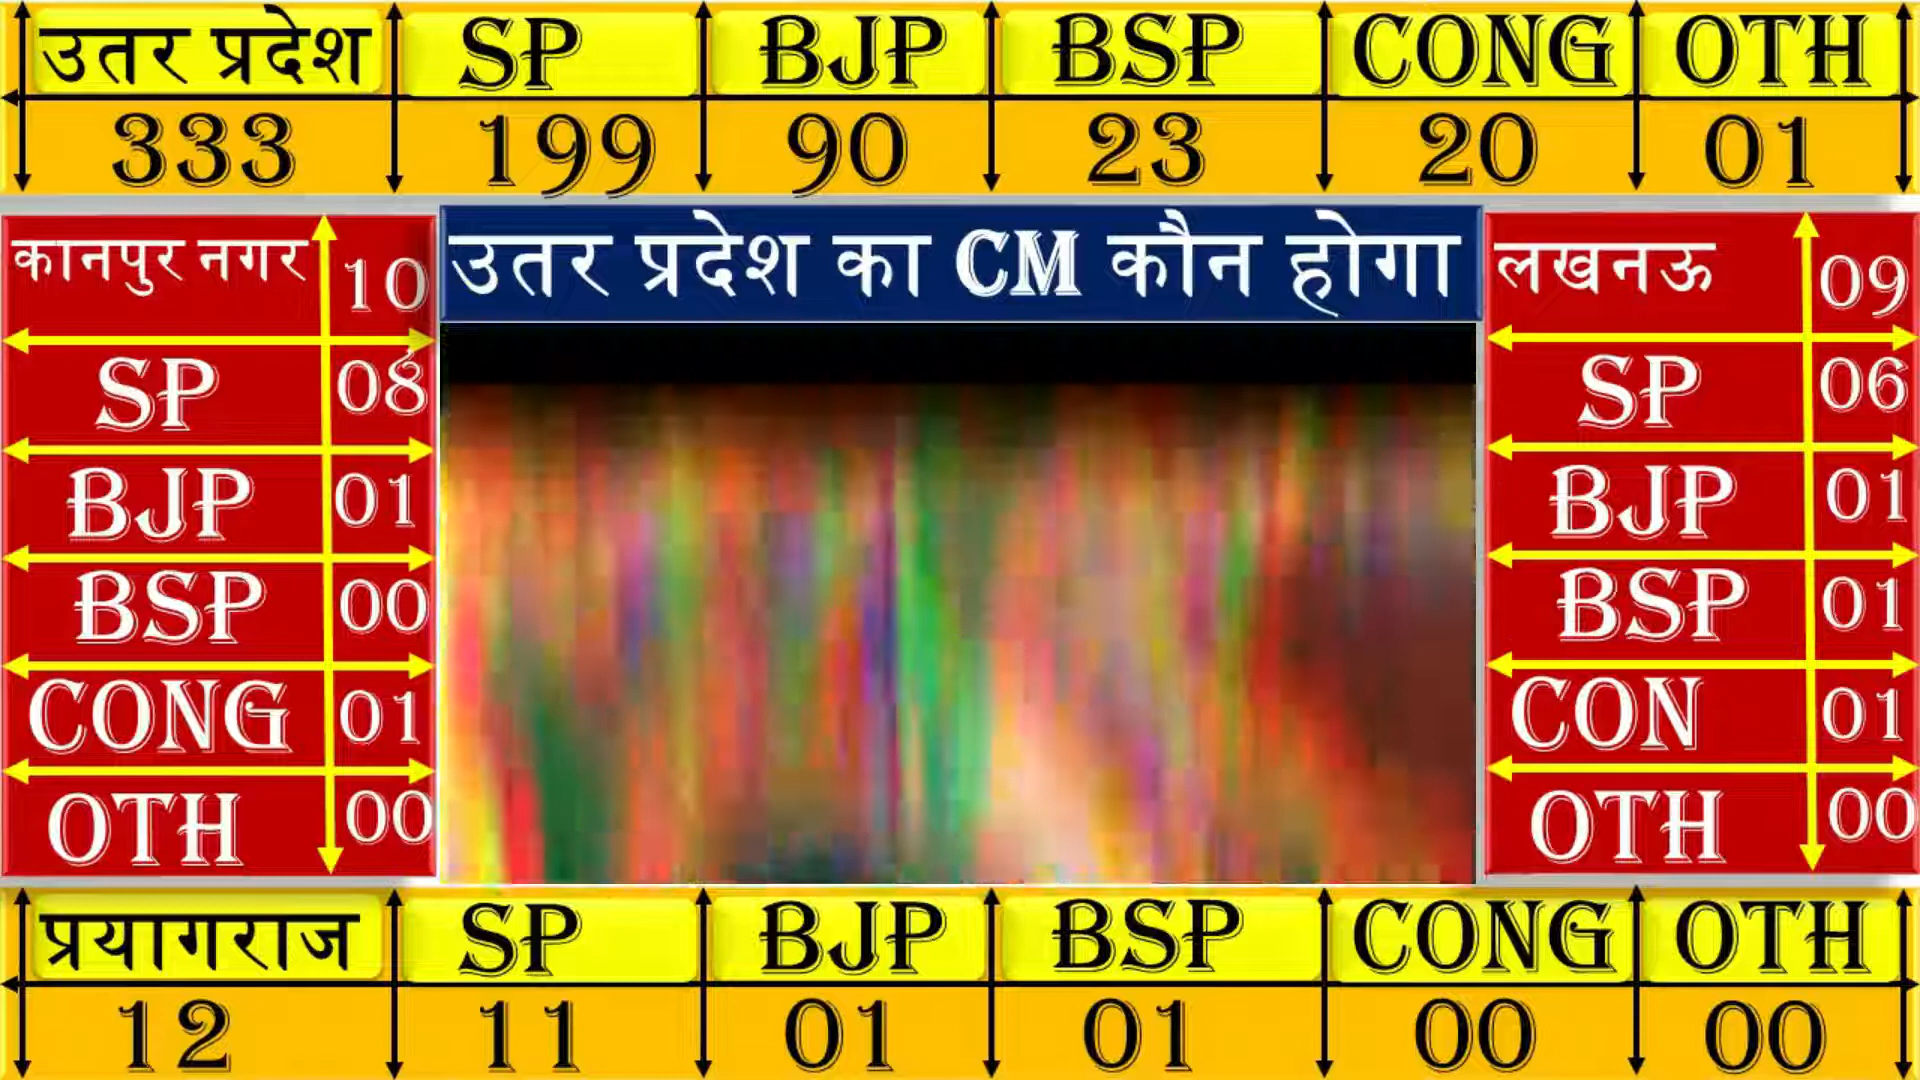 उतर प्रदेश SP BJP BSP CONG OTH
333 199 90 23 20 01
उतर प्रदेश का CM कौन होगा
कानपुर नगर 10
SP 08
BJP 01
BSP 00
CONG 01
OTH 00
लखनऊ 09
SP 06
BJP 01
BSP 01
CON 01
OTH 00
प्रयागराज SP BJP BSP CONG OTH
12 11 01 01 00 00